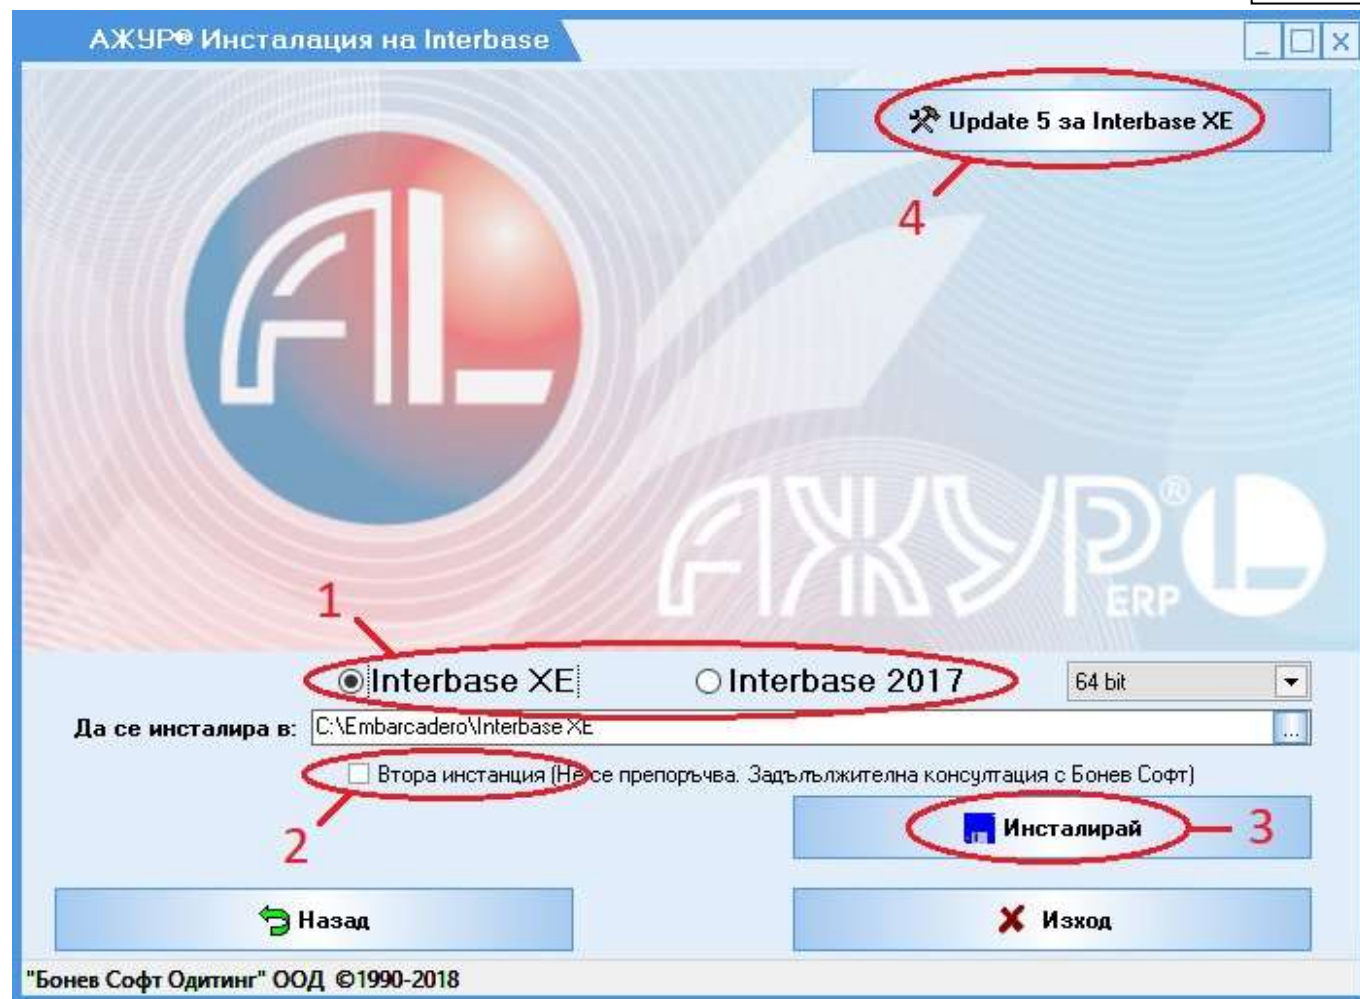 АЖУР® Инсталация на Interbase
Update 5 за Interbase XE
4
AL
АЖУР®
ERP
1
Interbase XE Interbase 2017 64 bit
Да се инсталира в: C:\Embarcadero\Interbase XE ...
Втора инстанция (Не се препоръчва. Задълължителна консултация с Бонев Софт)
2
Инсталирай 3
Назад Изход
"Бонев Софт Одитинг" ООД ©1990-2018